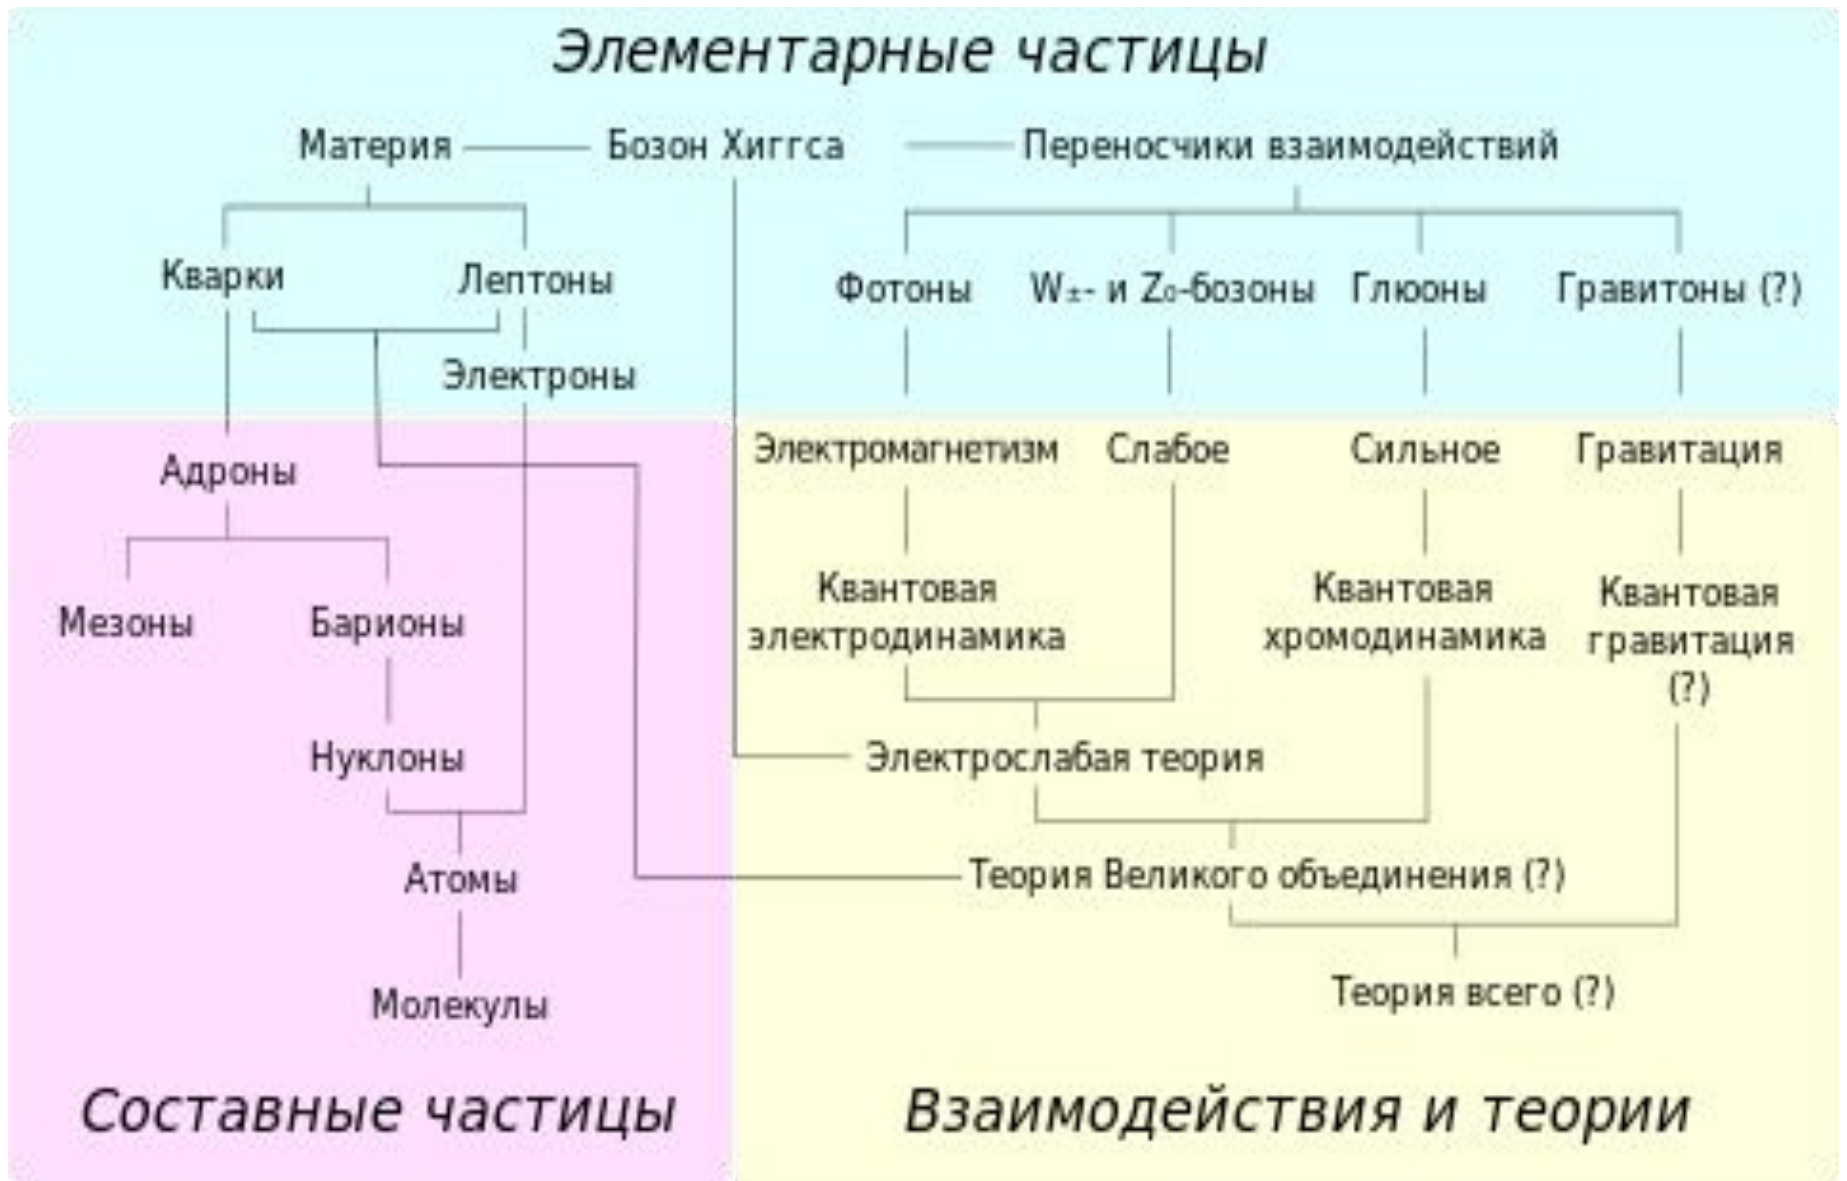 Элементарные частицы
Материя
Бозон Хиггса
Переносчики взаимодействий
Кварки
Лептоны
Фотоны
W±- и Z0-бозоны
Глюоны
Гравитоны (?)
Электроны
Адроны
Электромагнетизм
Слабое
Сильное
Гравитация
Мезоны
Барионы
Квантовая
электродинамика
Квантовая
хромодинамика
Квантовая
гравитация
(?)
Нуклоны
Электрослабая теория
Атомы
Теория Великого объединения (?)
Молекулы
Теория всего (?)
Составные частицы
Взаимодействия и теории